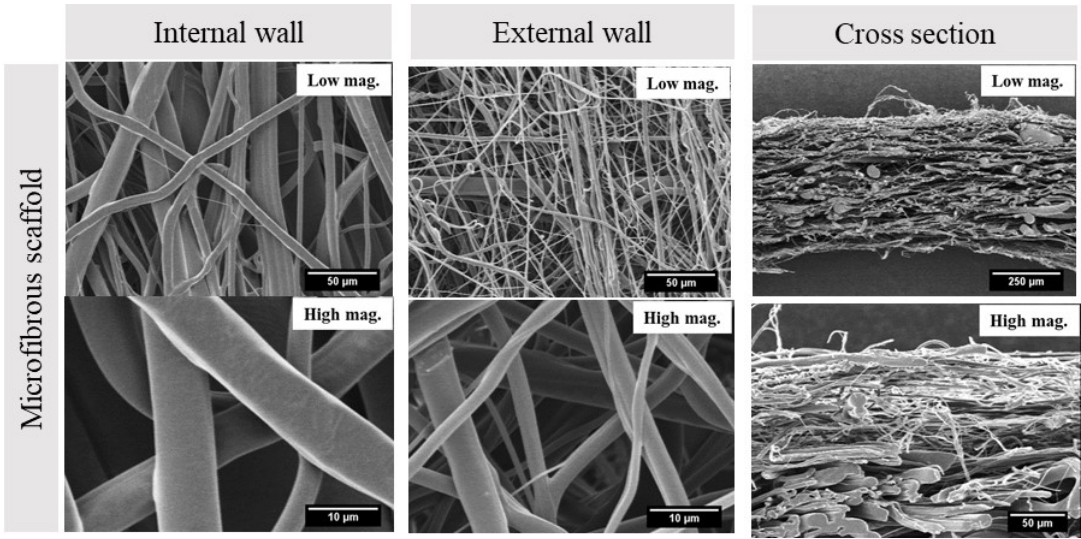 Internal wall
External wall
Cross section
Microfibrous scaffold
Low mag.
50 µm
Low mag.
50 µm
Low mag.
250 µm
High mag.
10 µm
High mag.
10 µm
High mag.
50 µm